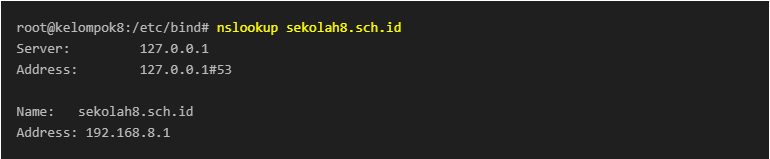 root@kelompok8:/etc/bind# nslookup sekolah8.sch.id
Server:         127.0.0.1
Address:        127.0.0.1#53

Name:   sekolah8.sch.id
Address: 192.168.8.1